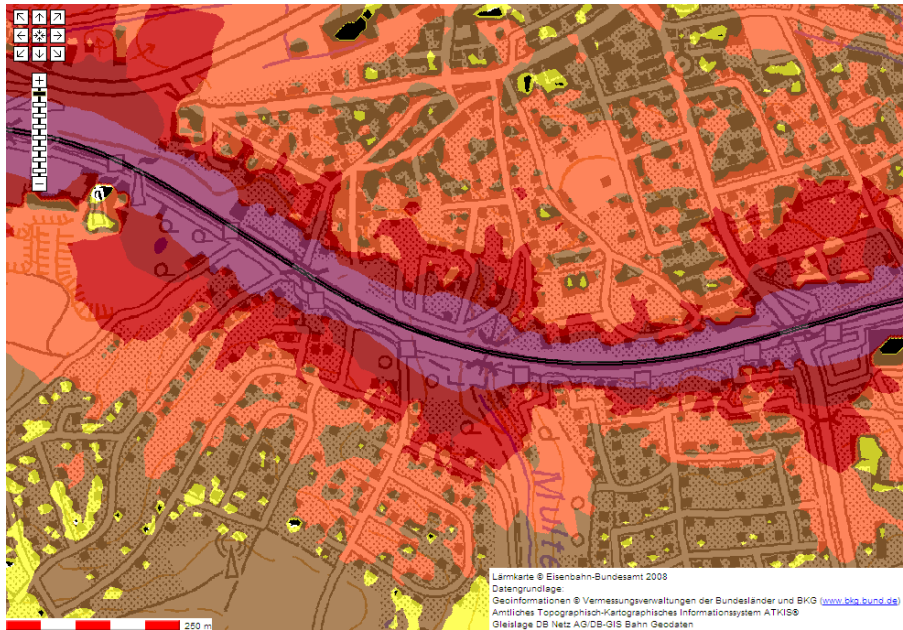 P
P
Multe
250 m
Lärmkarte © Eisenbahn-Bundesamt 2008
Datengrundlage:
Geoinformationen © Vermessungsverwaltungen der Bundesländer und BKG (www.bkg.bund.de)
Amtliches Topographisch-Kartographisches Informationssystem ATKIS®
Gleislage DB Netz AG/DB-GIS Bahn Geodaten